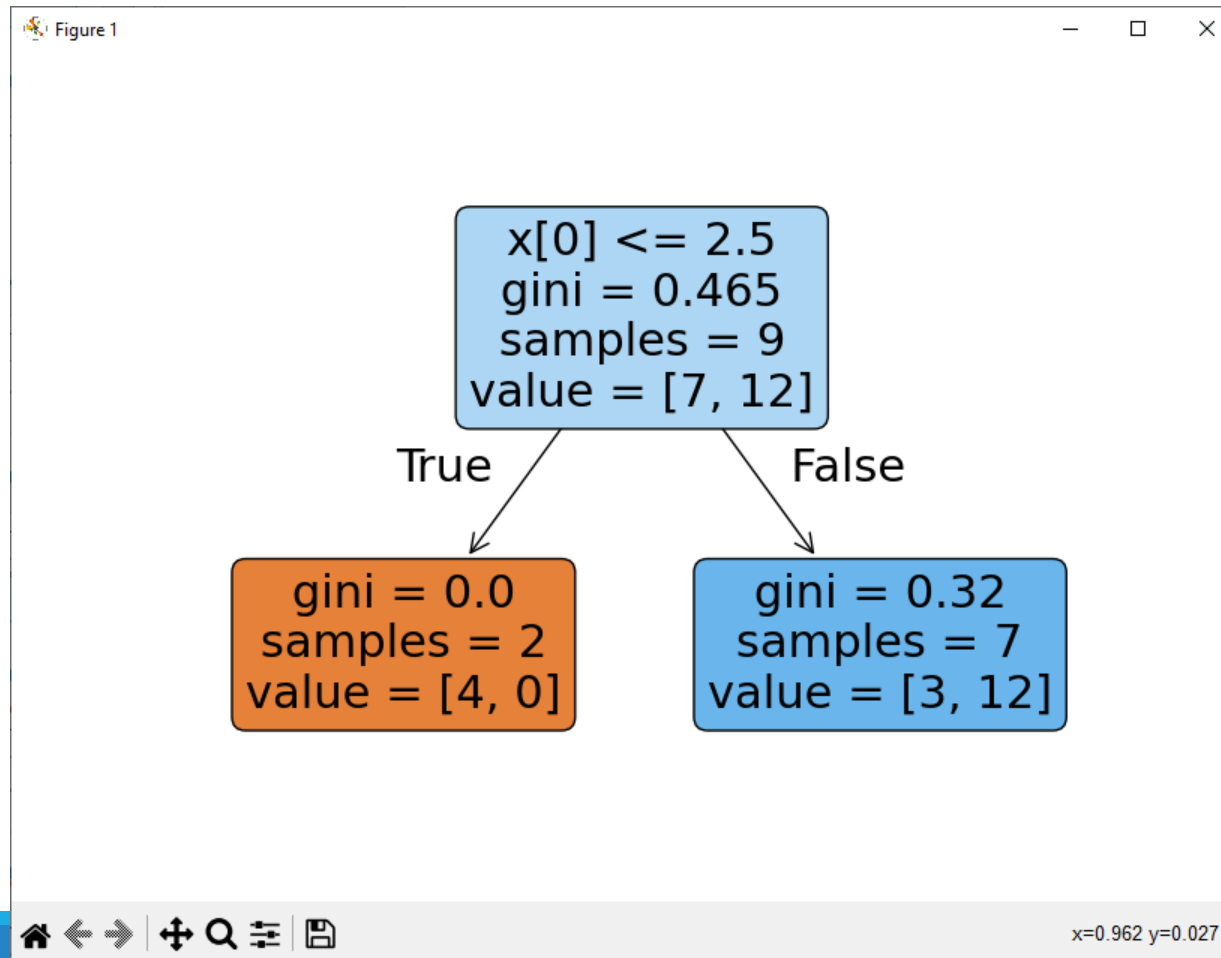 Figure 1
x[0] <= 2.5
gini = 0.465
samples = 9
value = [7, 12]
True
False
gini = 0.0
samples = 2
value = [4, 0]
gini = 0.32
samples = 7
value = [3, 12]
x=0.962 y=0.027